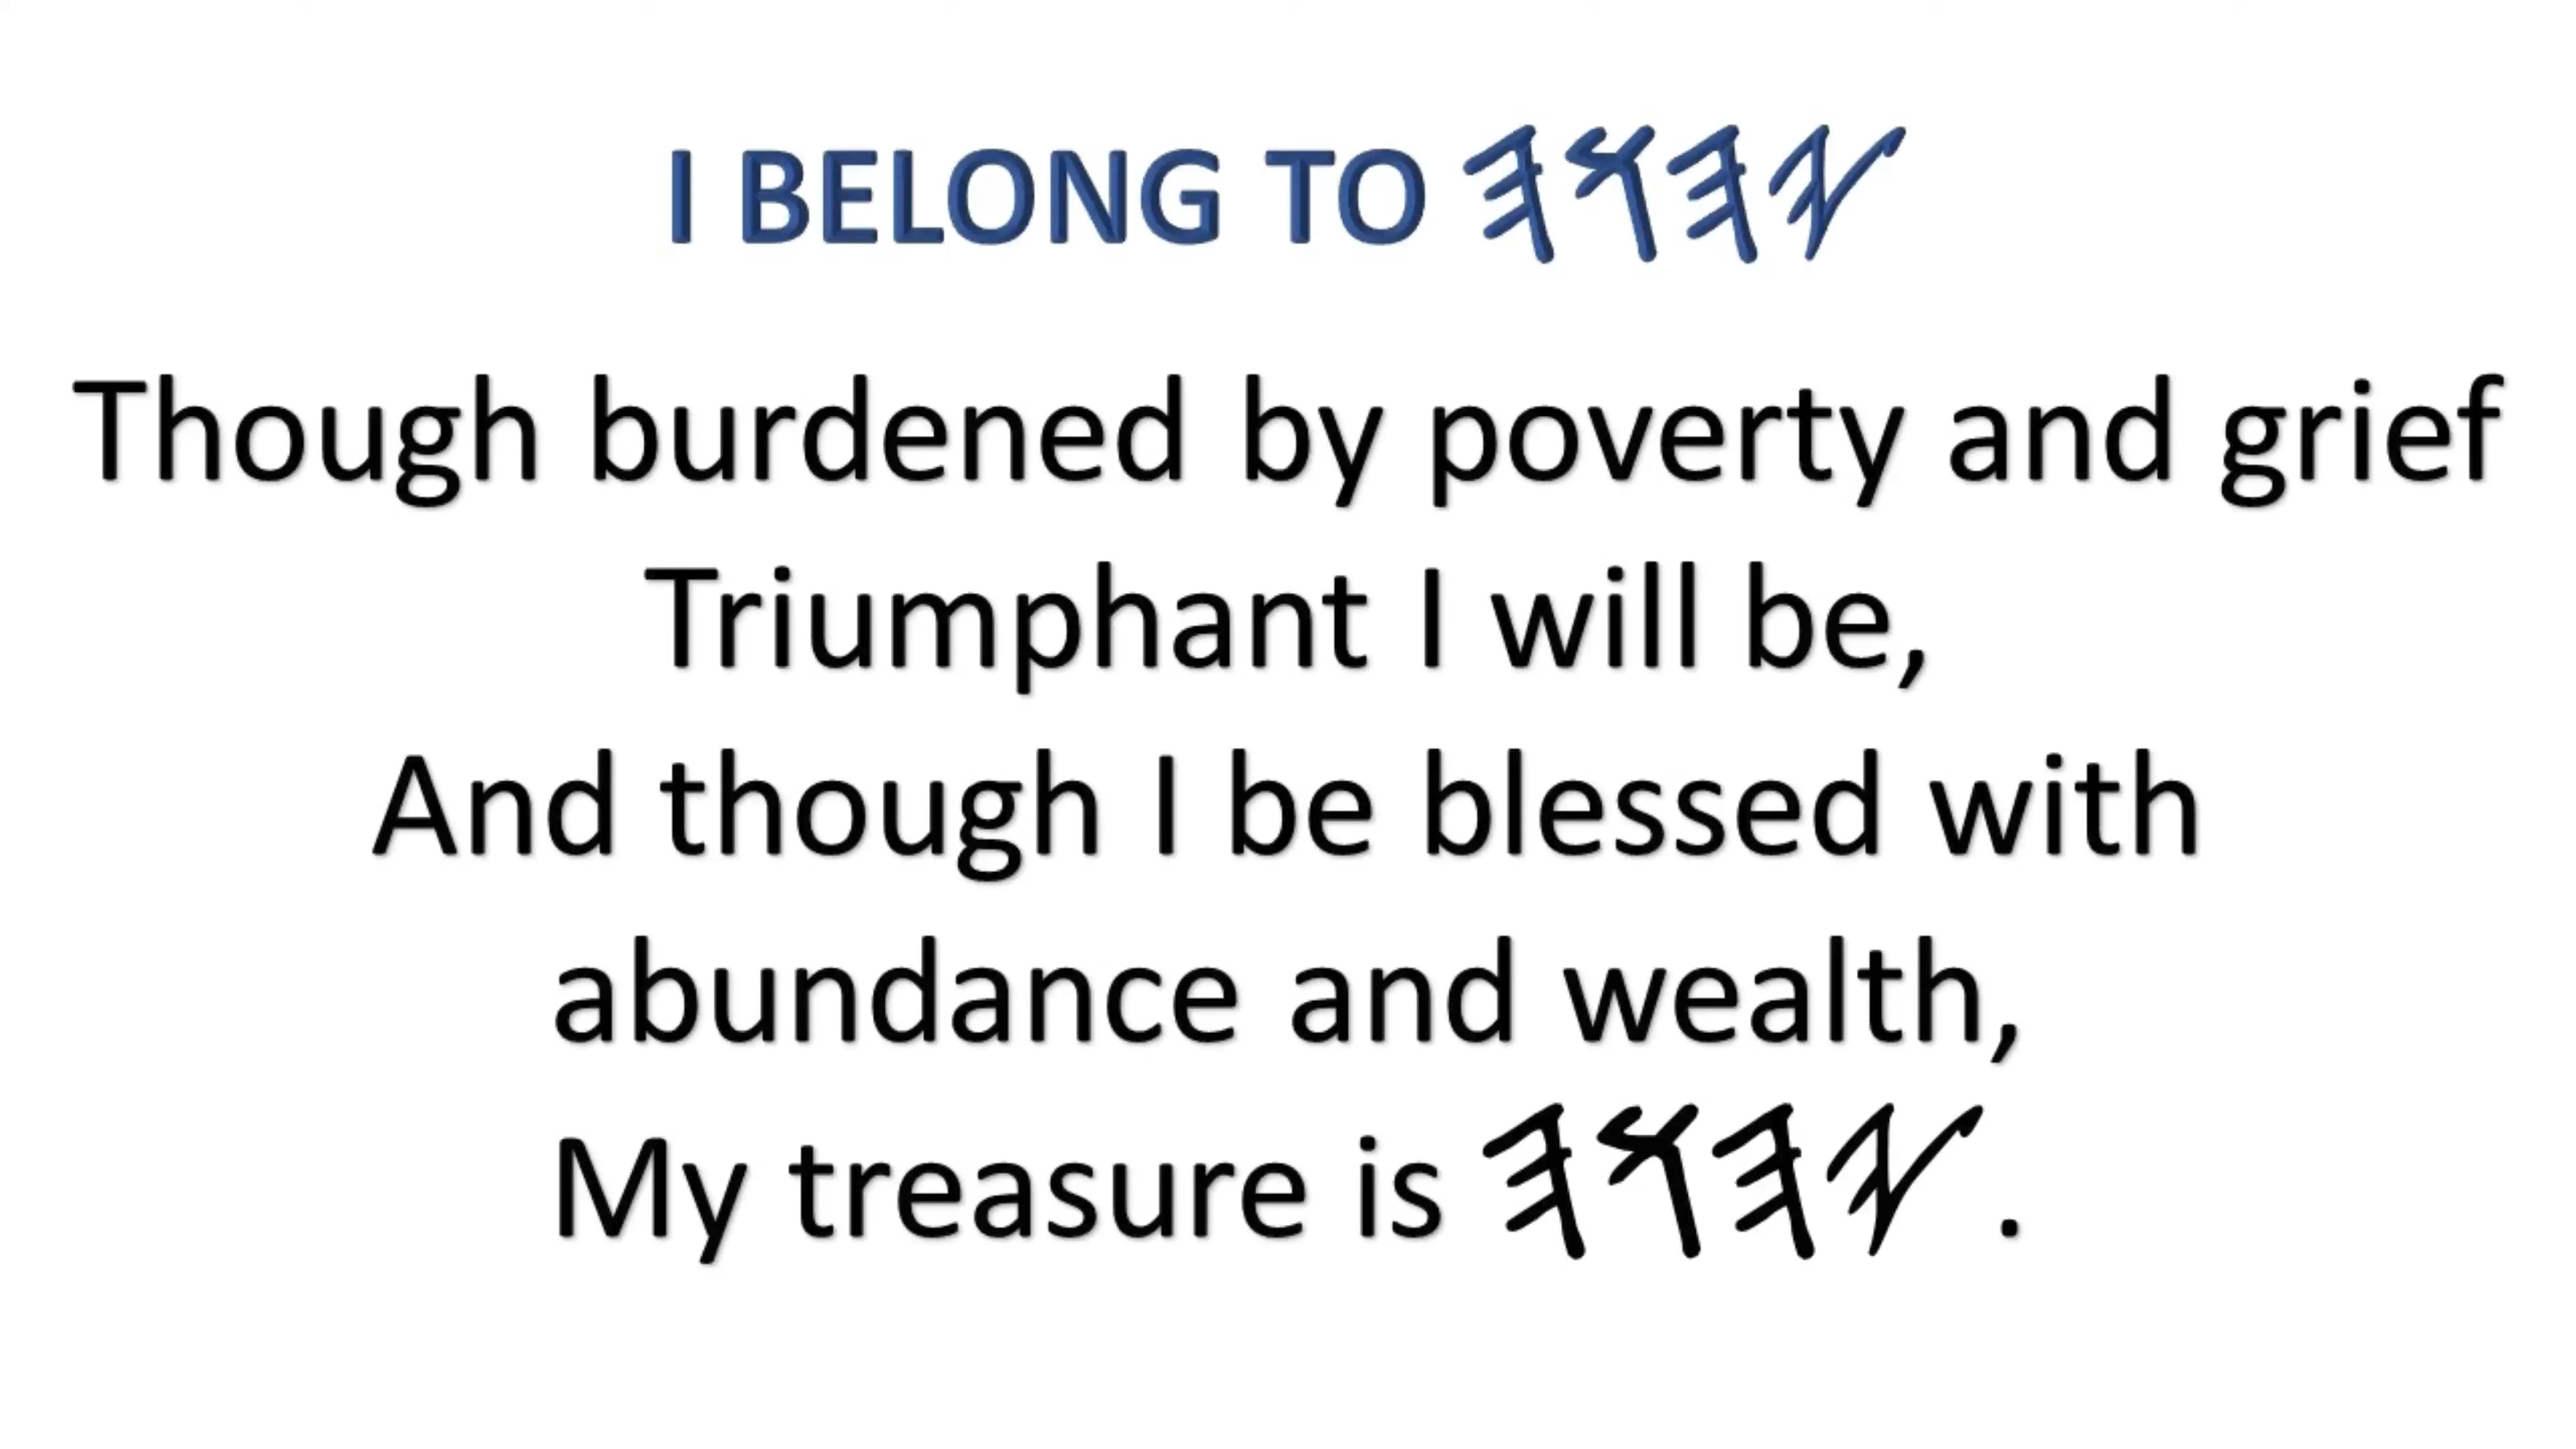 I BELONG TO 𐤉𐤄𐤅𐤄
Though burdened by poverty and grief
Triumphant I will be,
And though I be blessed with
abundance and wealth,
My treasure is 𐤉𐤄𐤅𐤄.